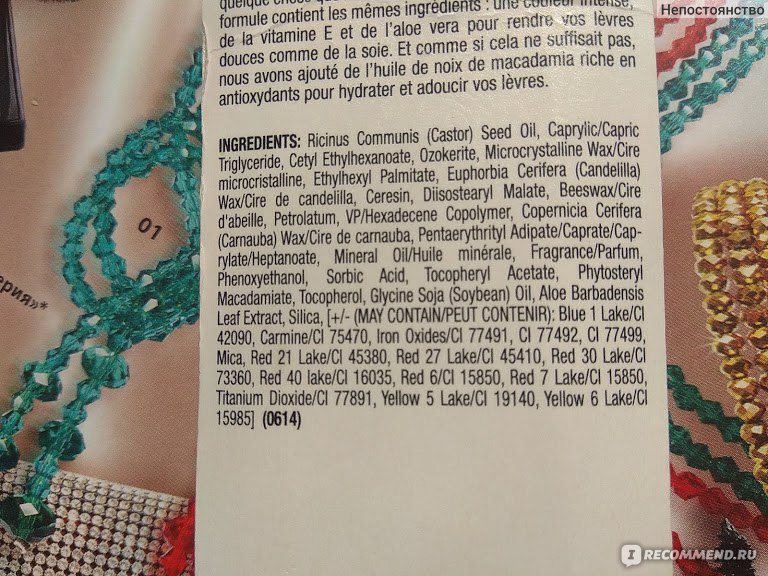 Непостоянство
quelque chose
formule contient les mêmes ingrédients : une couleur intense,
de la vitamine E et de l'aloe vera pour rendre vos lèvres
douces comme de la soie. Et comme si cela ne suffisait pas,
nous avons ajouté de l'huile de noix de macadamia riche en
antioxydants pour hydrater et adoucir vos lèvres.
INGREDIENTS: Ricinus Communis (Castor) Seed Oil, Caprylic/Capric
Triglyceride, Cetyl Ethylhexanoate, Ozokerite, Microcrystalline Wax/Cire
microcristalline, Ethylhexyl Palmitate, Euphorbia Cerifera (Candelilla)
Wax/Cire de candelilla, Ceresin, Diisostearyl Malate, Beeswax/Cire
d'abeille, Petrolatum, VP/Hexadecene Copolymer, Copernicia Cerifera
(Carnauba) Wax/Cire de carnauba, Pentaerythrityl Adipate/Caprate/Cap-
rylate/Heptanoate, Mineral Oil/Huile minérale, Fragrance/Parfum,
Phenoxyethanol, Sorbic Acid, Tocopheryl Acetate, Phytosteryl
Macadamiate, Tocopherol, Glycine Soja (Soybean) Oil, Aloe Barbadensis
Leaf Extract, Silica, [+/- (MAY CONTAIN/PEUT CONTENIR): Blue 1 Lake/CI
42090, Carmine/CI 75470, Iron Oxides/CI 77491, CI 77492, CI 77499,
Mica, Red 21 Lake/CI 45380, Red 27 Lake/CI 45410, Red 30 Lake/CI
73360, Red 40 lake/CI 16035, Red 6/CI 15850, Red 7 Lake/CI 15850,
Titanium Dioxide/CI 77891, Yellow 5 Lake/CI 19140, Yellow 6 Lake/CI
15985] (0614)
01
ерия»*
I RECOMMEND.RU